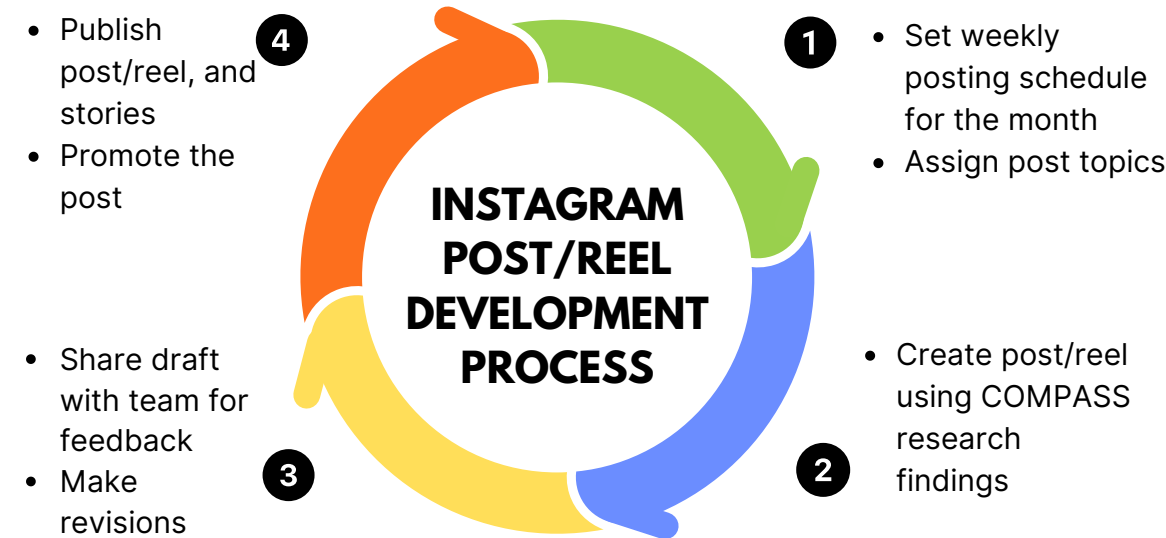 INSTAGRAM
POST/REEL
DEVELOPMENT
PROCESS
1
• Set weekly
posting schedule
for the month
• Assign post topics
2
• Create post/reel
using COMPASS
research
findings
3
• Share draft
with team for
feedback
• Make
revisions
4
• Publish
post/reel, and
stories
• Promote the
post